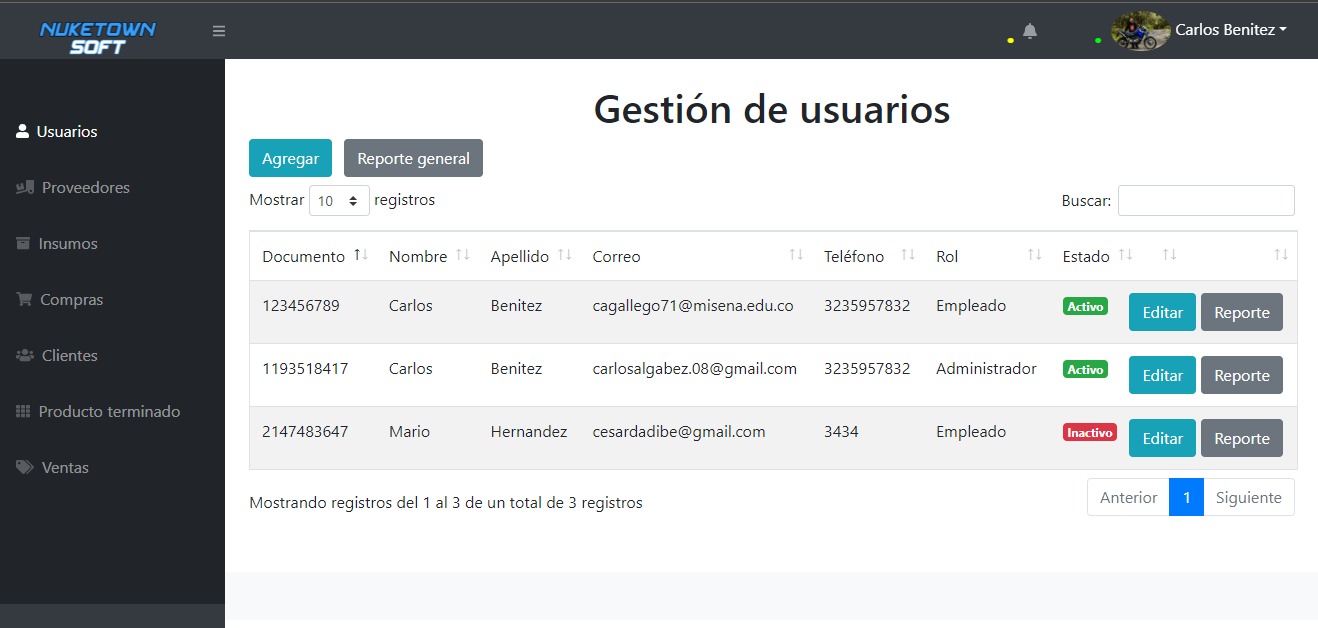 NUKETOWN
SOFT
Carlos Benitez
Usuarios
Proveedores
Insumos
Compras
Clientes
Producto terminado
Ventas
Gestión de usuarios
Agregar Reporte general
Mostrar 10 registros Buscar:
Documento Nombre Apellido Correo Teléfono Rol Estado
123456789 Carlos Benitez cagallego71@misena.edu.co 3235957832 Empleado Activo Editar Reporte
1193518417 Carlos Benitez carlosalgabez.08@gmail.com 3235957832 Administrador Activo Editar Reporte
2147483647 Mario Hernandez cesardadibe@gmail.com 3434 Empleado Inactivo Editar Reporte
Mostrando registros del 1 al 3 de un total de 3 registros Anterior 1 Siguiente